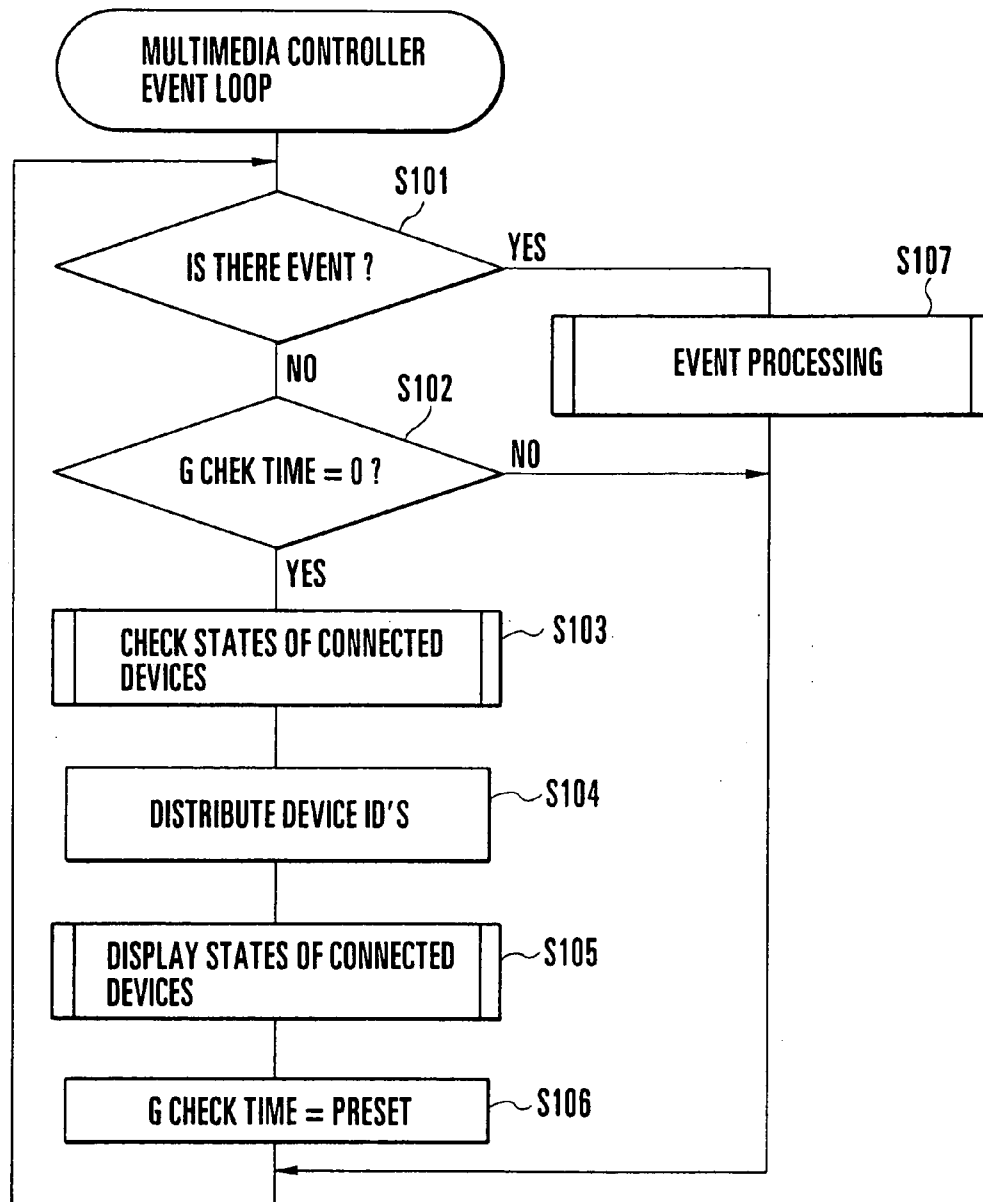 MULTIMEDIA CONTROLLER
EVENT LOOP
S101
IS THERE EVENT ?
YES
S107
EVENT PROCESSING
NO
S102
G CHEK TIME = 0 ?
NO
YES
CHECK STATES OF CONNECTED
DEVICES
S103
DISTRIBUTE DEVICE ID'S
S104
DISPLAY STATES OF CONNECTED
DEVICES
S105
G CHECK TIME = PRESET
S106